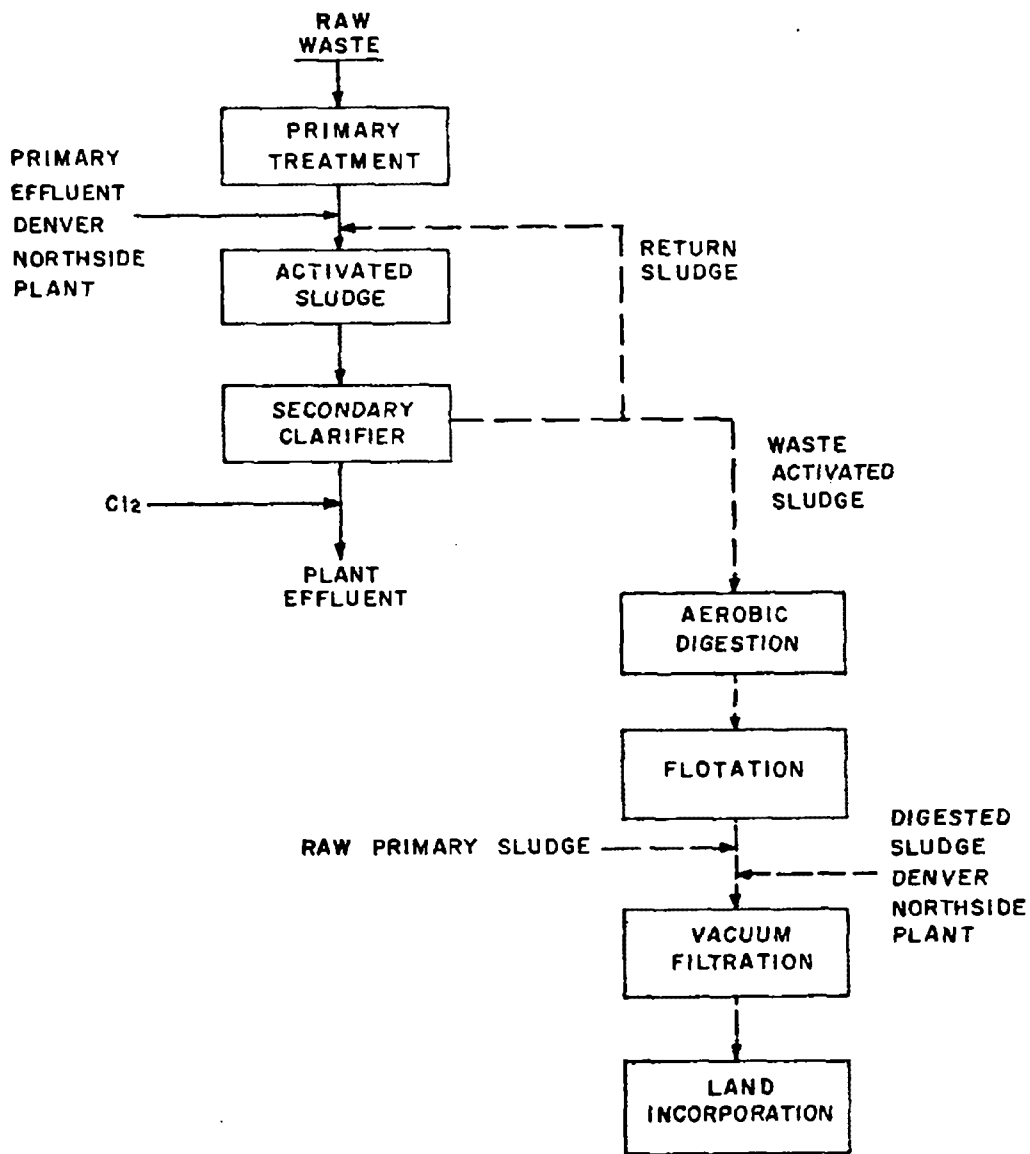 RAW
WASTE
PRIMARY
TREATMENT
PRIMARY
EFFLUENT
DENVER
NORTHSIDE
PLANT
RETURN
SLUDGE
ACTIVATED
SLUDGE
SECONDARY
CLARIFIER
WASTE
ACTIVATED
SLUDGE
Cl2
PLANT
EFFLUENT
AEROBIC
DIGESTION
FLOTATION
RAW PRIMARY SLUDGE
DIGESTED
SLUDGE
DENVER
NORTHSIDE
PLANT
VACUUM
FILTRATION
LAND
INCORPORATION